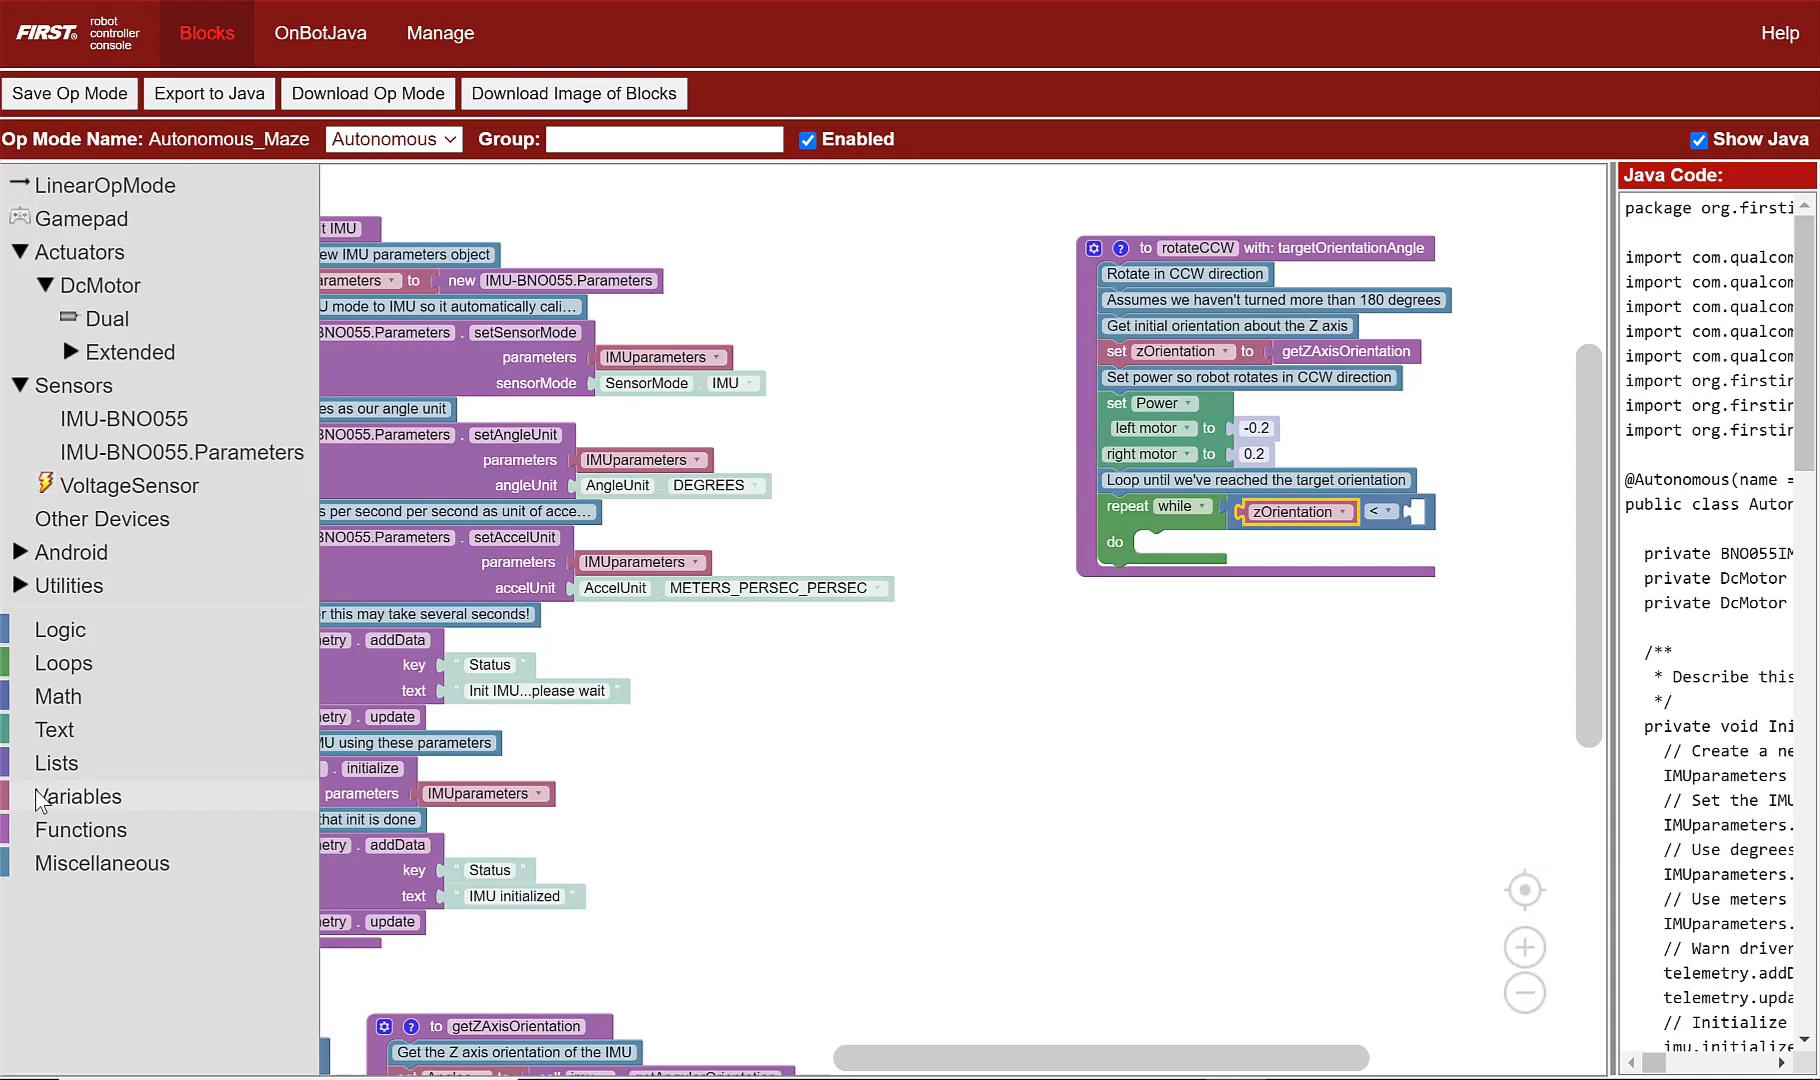 FIRST® robot controller console
Blocks
OnBotJava
Manage
Help
Save Op Mode
Export to Java
Download Op Mode
Download Image of Blocks
Op Mode Name: Autonomous_Maze
Autonomous
Group:
Enabled
Show Java
LinearOpMode
Gamepad
Actuators
DcMotor
Dual
Extended
Sensors
IMU-BNO055
IMU-BNO055.Parameters
VoltageSensor
Other Devices
Android
Utilities
Logic
Loops
Math
Text
Lists
Variables
Functions
Miscellaneous
t IMU
ew IMU parameters object
arameters to new IMU-BNO055.Parameters
U mode to IMU so it automatically cali...
BNO055.Parameters . setSensorMode
parameters IMUparameters
sensorMode SensorMode . IMU
es as our angle unit
BNO055.Parameters . setAngleUnit
parameters IMUparameters
angleUnit AngleUnit . DEGREES
s per second per second as unit of acce...
BNO055.Parameters . setAccelUnit
parameters IMUparameters
accelUnit AccelUnit . METERS_PERSEC_PERSEC
r this may take several seconds!
etry . addData
key “ Status ”
text “ Init IMU...please wait ”
etry . update
MU using these parameters
. initialize
parameters IMUparameters
that init is done
etry . addData
key “ Status ”
text “ IMU initialized ”
etry . update
? to getZAxisOrientation
Get the Z axis orientation of the IMU
? to rotateCCW with: targetOrientationAngle
Rotate in CCW direction
Assumes we haven't turned more than 180 degrees
Get initial orientation about the Z axis
set zOrientation to getZAxisOrientation
Set power so robot rotates in CCW direction
set Power
left motor to -0.2
right motor to 0.2
Loop until we've reached the target orientation
repeat while zOrientation <
do
Java Code:
package org.firsti
import com.qualcom
import com.qualcom
import com.qualcom
import com.qualcom
import com.qualcom
import org.firstin
import org.firstin
import org.firstin
@Autonomous(name =
public class Auton
private BNO055IM
private DcMotor
private DcMotor
/**
* Describe this
*/
private void Ini
// Create a ne
IMUparameters
// Set the IMU
IMUparameters.
// Use degrees
IMUparameters.
// Use meters
IMUparameters.
// Warn driver
telemetry.addD
telemetry.upda
// Initialize
imu.initialize